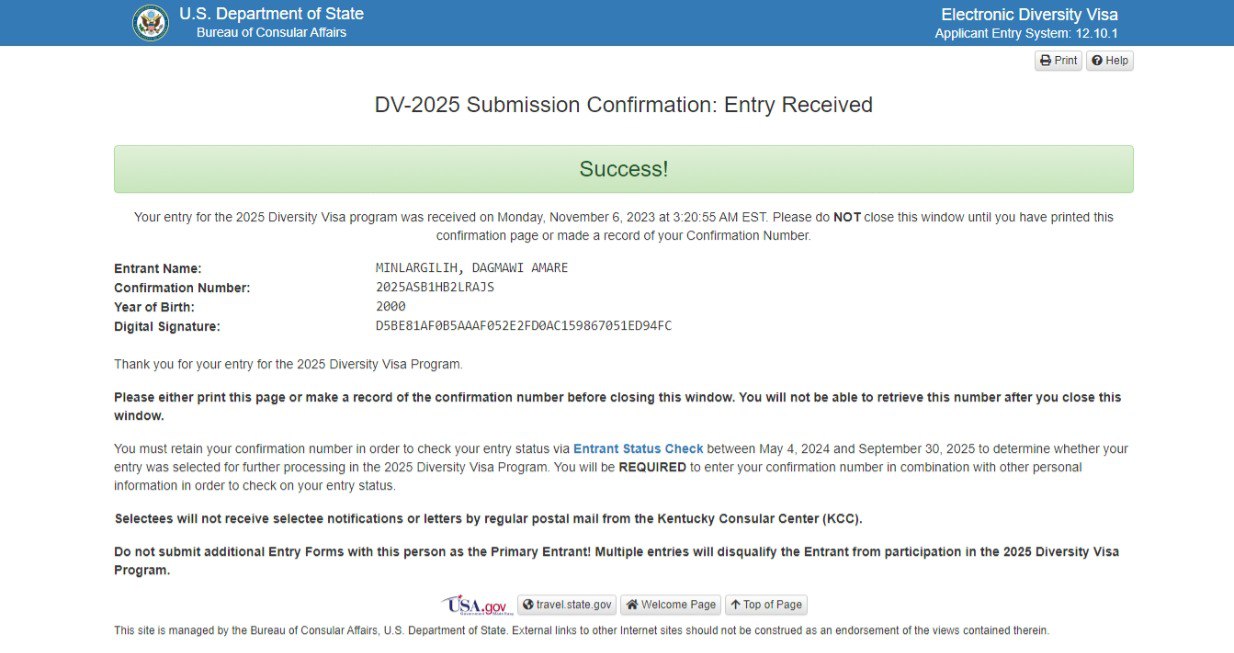 U.S. Department of State
Bureau of Consular Affairs
Electronic Diversity Visa
Applicant Entry System: 12.10.1
Print Help
DV-2025 Submission Confirmation: Entry Received
Success!
Your entry for the 2025 Diversity Visa program was received on Monday, November 6, 2023 at 3:20:55 AM EST. Please do NOT close this window until you have printed this
confirmation page or made a record of your Confirmation Number.
Entrant Name: MINLARGILIH, DAGMAWI AMARE
Confirmation Number: 2025ASB1HB2LRAJS
Year of Birth: 2000
Digital Signature: D5BE81AF0B5AAAF052E2FD0AC159867051ED94FC
Thank you for your entry for the 2025 Diversity Visa Program.
Please either print this page or make a record of the confirmation number before closing this window. You will not be able to retrieve this number after you close this
window.
You must retain your confirmation number in order to check your entry status via Entrant Status Check between May 4, 2024 and September 30, 2025 to determine whether your
entry was selected for further processing in the 2025 Diversity Visa Program. You will be REQUIRED to enter your confirmation number in combination with other personal
information in order to check on your entry status.
Selectees will not receive selectee notifications or letters by regular postal mail from the Kentucky Consular Center (KCC).
Do not submit additional Entry Forms with this person as the Primary Entrant! Multiple entries will disqualify the Entrant from participation in the 2025 Diversity Visa
Program.
USA.gov travel.state.gov Welcome Page Top of Page
This site is managed by the Bureau of Consular Affairs, U.S. Department of State. External links to other Internet sites should not be construed as an endorsement of the views contained therein.